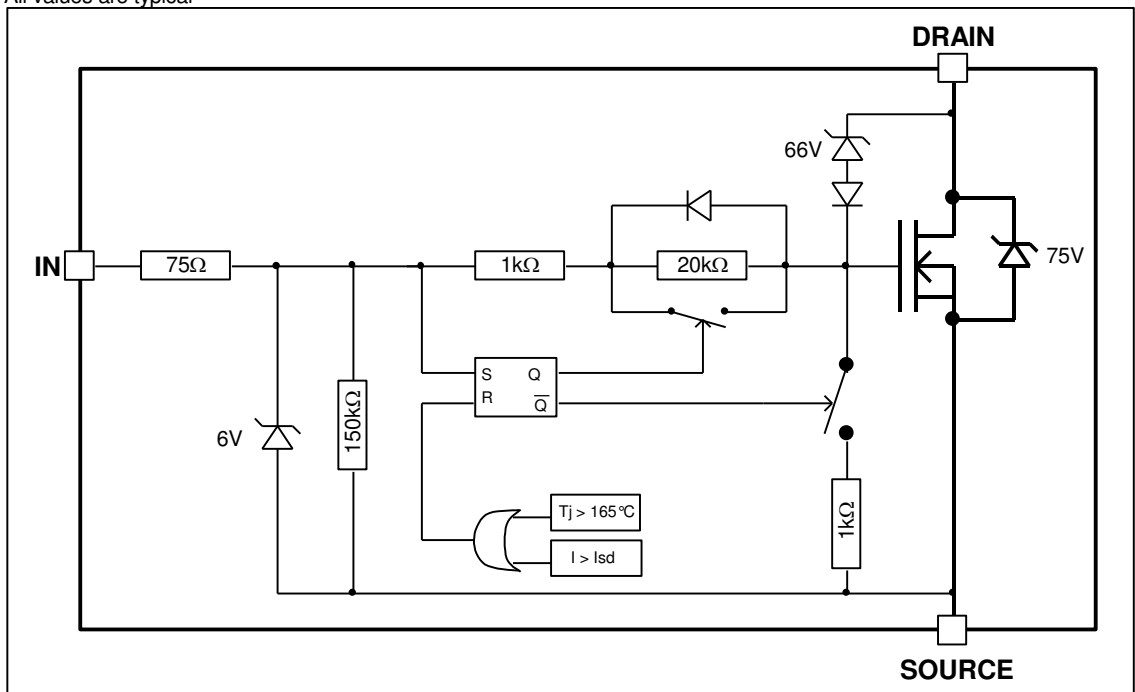 All values are typical
DRAIN
66V
75V
IN
75Ω
1kΩ
20kΩ
S Q
R Q̅
6V
150kΩ
Tj > 165°C
I > Isd
1kΩ
SOURCE